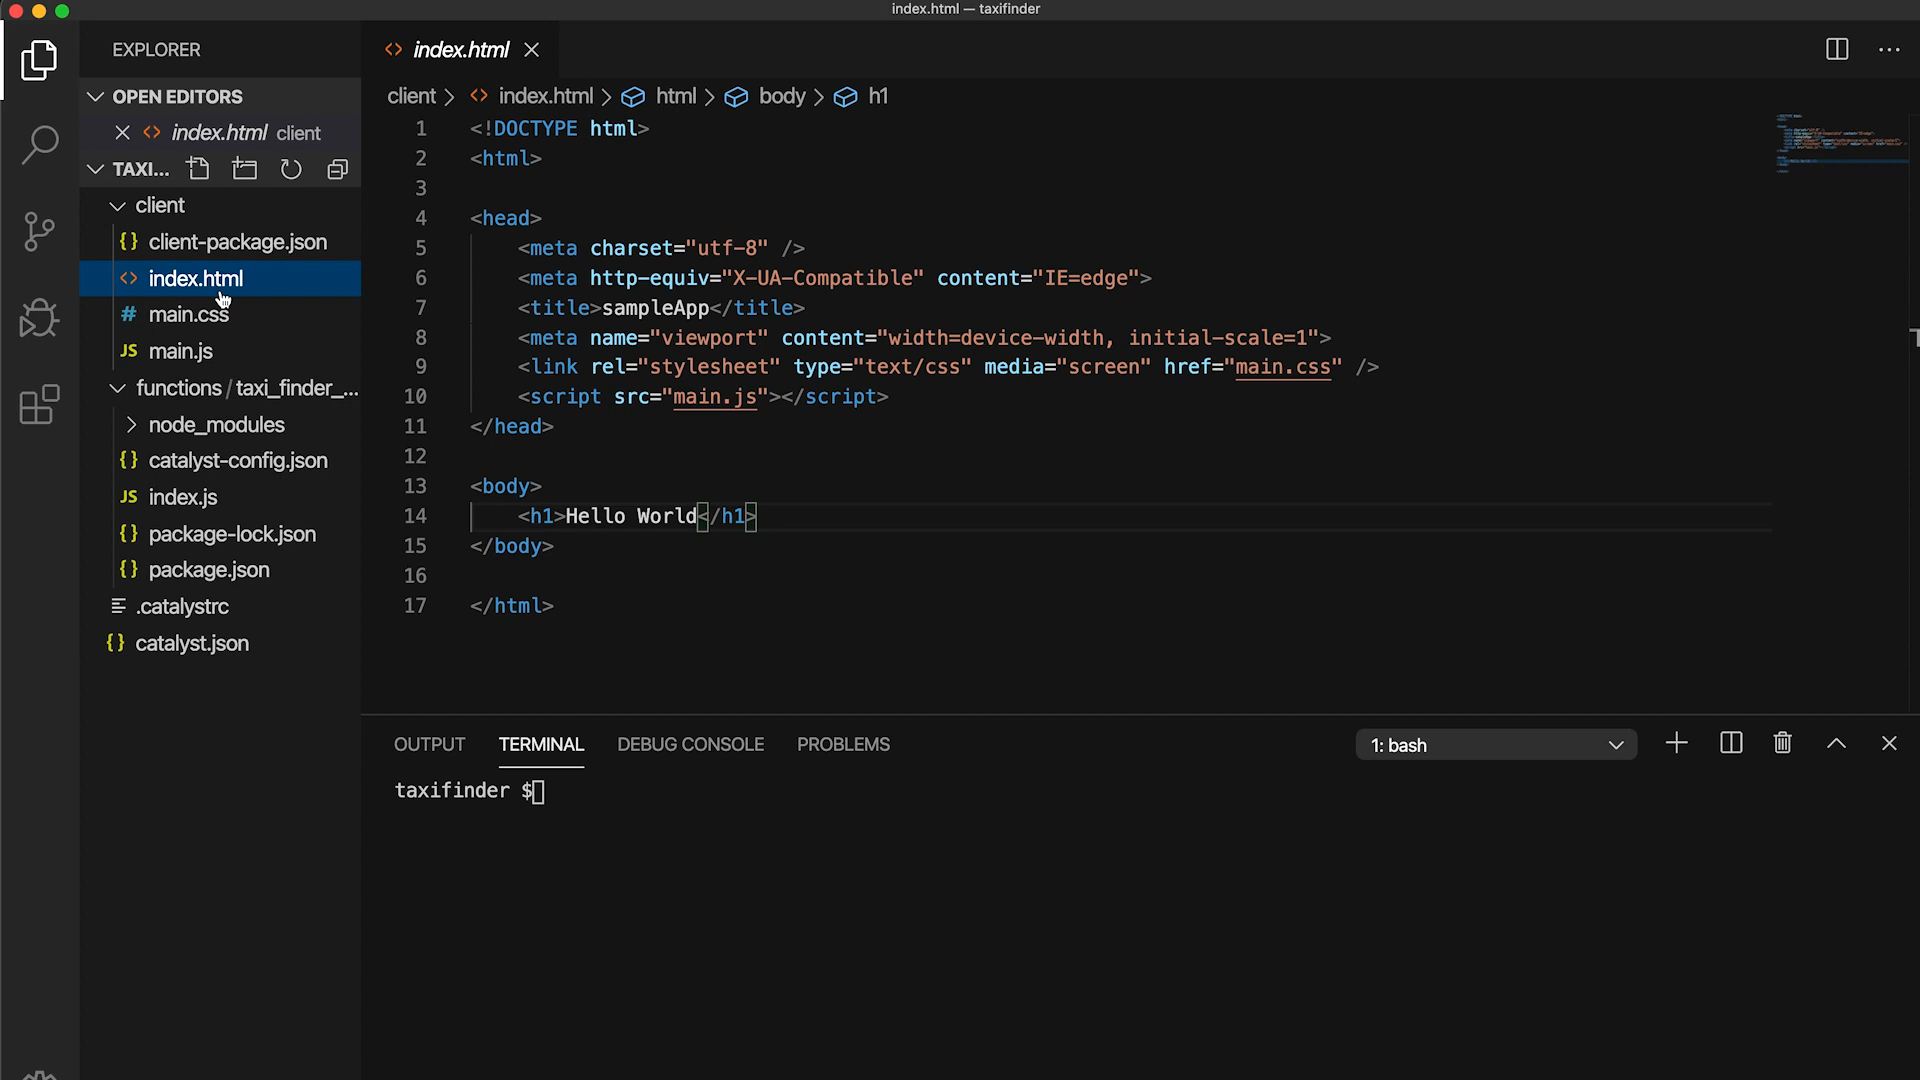 index.html — taxifinder
EXPLORER
OPEN EDITORS
index.html client
TAXI...
client
{} client-package.json
<> index.html
# main.css
JS main.js
functions / taxi_finder_...
node_modules
{} catalyst-config.json
JS index.js
{} package-lock.json
{} package.json
.catalystrc
{} catalyst.json
<> index.html
client > <> index.html > html > body > h1
1 <!DOCTYPE html>
2 <html>
3
4 <head>
5 <meta charset="utf-8" />
6 <meta http-equiv="X-UA-Compatible" content="IE=edge">
7 <title>sampleApp</title>
8 <meta name="viewport" content="width=device-width, initial-scale=1">
9 <link rel="stylesheet" type="text/css" media="screen" href="main.css" />
10 <script src="main.js"></script>
11 </head>
12
13 <body>
14 <h1>Hello World</h1>
15 </body>
16
17 </html>
OUTPUT TERMINAL DEBUG CONSOLE PROBLEMS
1: bash
taxifinder $